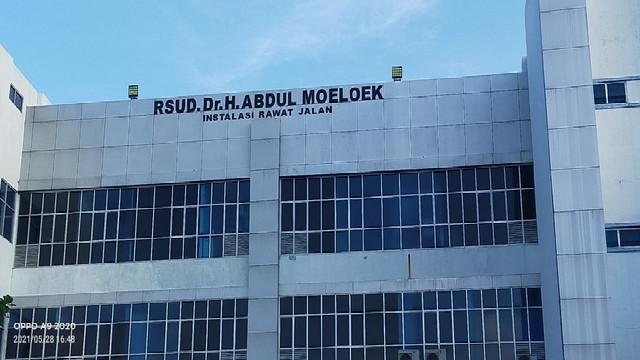 RSUD.Dr.H.ABDUL MOELOEK
INSTALASI RAWAT JALAN
OPPO A9 2020
2021/05/28 16:48